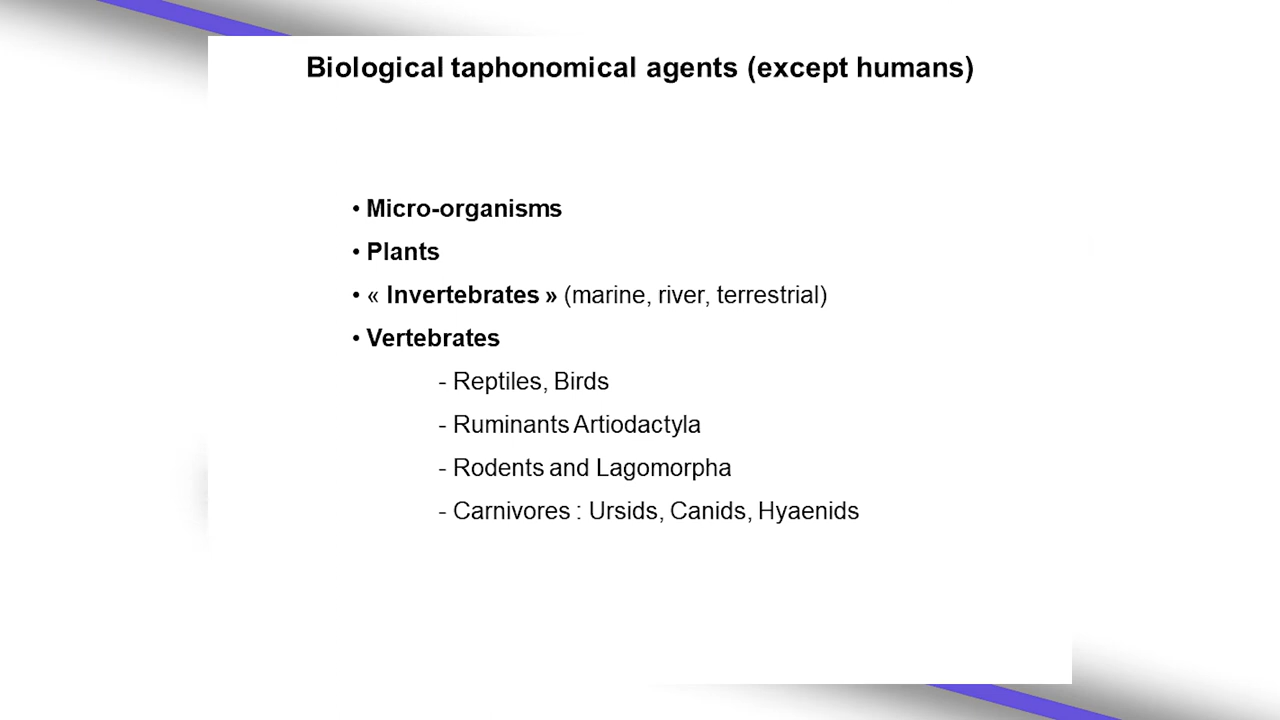 Biological taphonomical agents (except humans)
• Micro-organisms
• Plants
• « Invertebrates » (marine, river, terrestrial)
• Vertebrates
- Reptiles, Birds
- Ruminants Artiodactyla
- Rodents and Lagomorpha
- Carnivores : Ursids, Canids, Hyaenids